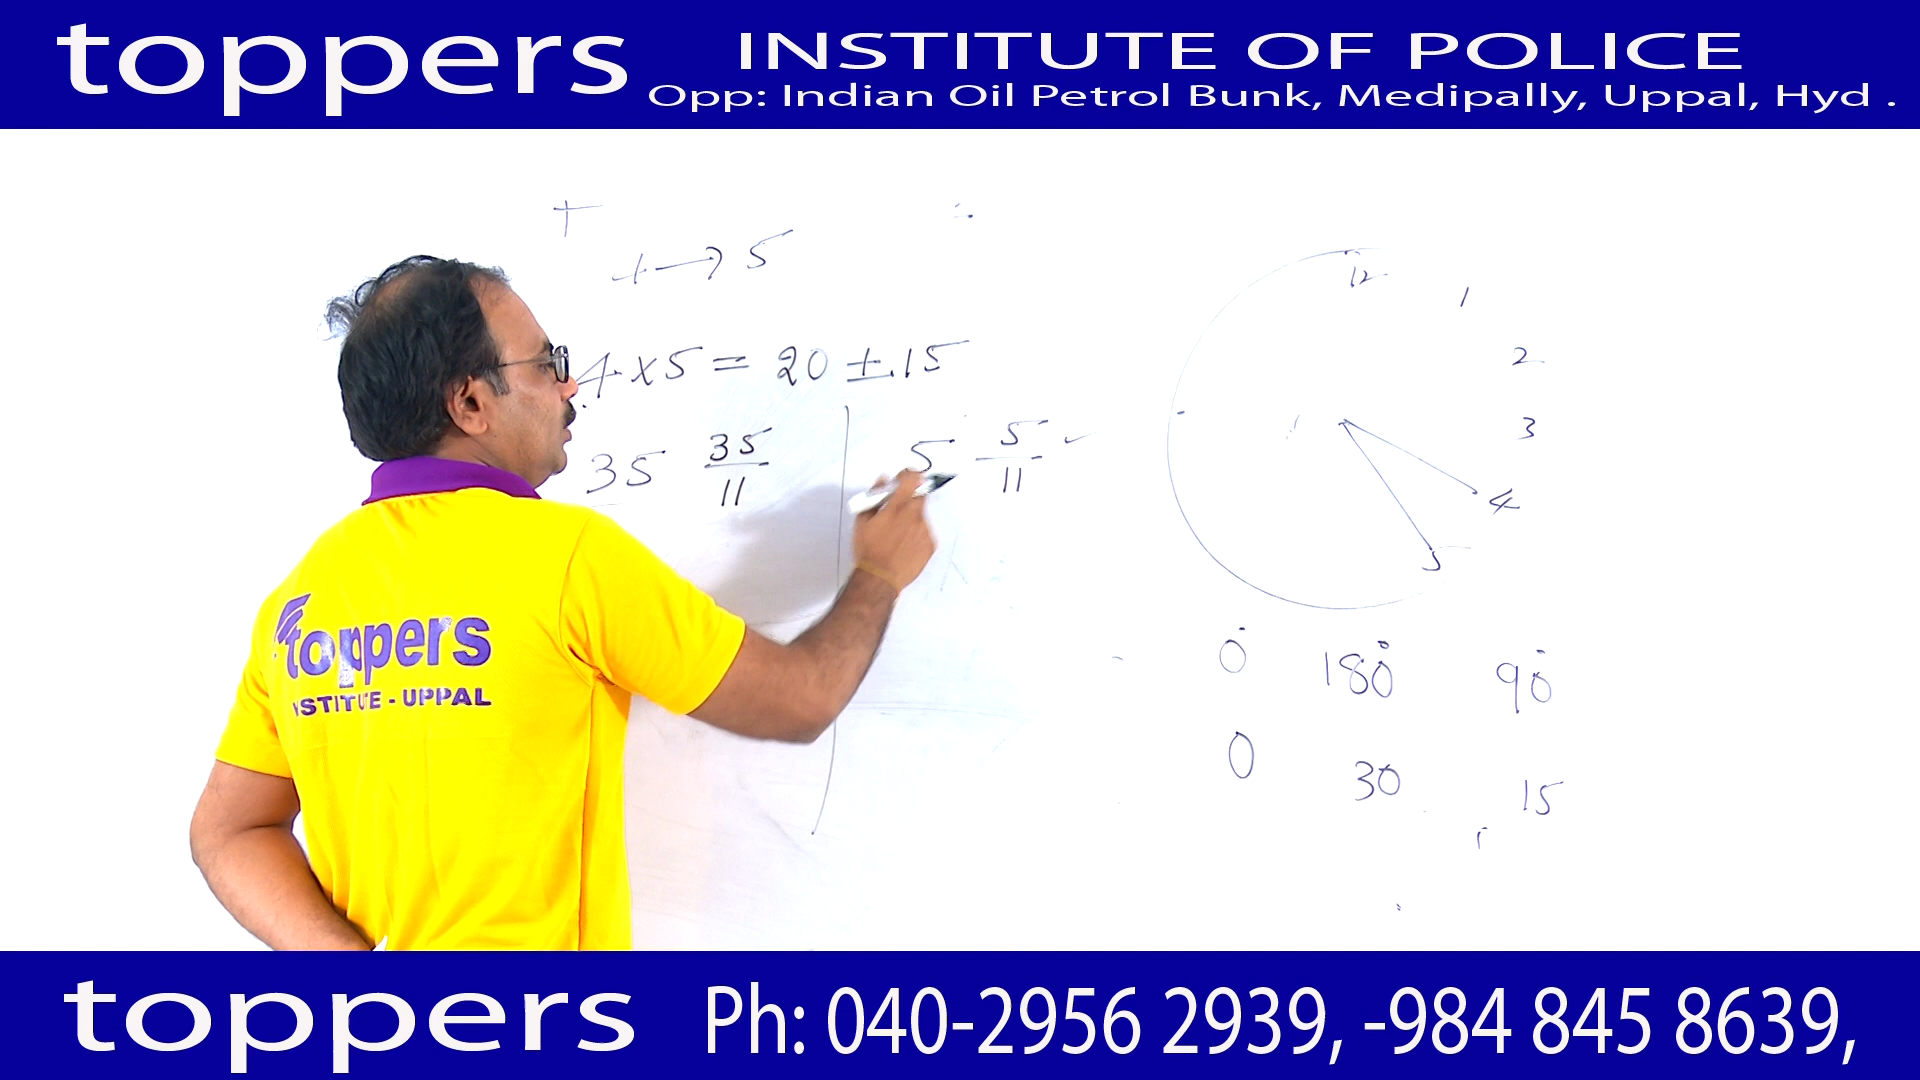 toppers
INSTITUTE OF POLICE
Opp: Indian Oil Petrol Bunk, Medipally, Uppal, Hyd .
+ → 5
4 x 5 = 20 ± 15
35 35/11
5 5/11 ✓
12
1
2
3
4
5
0° 180° 90°
0 30 15
toppers
INSTITUTE - UPPAL
toppers
Ph: 040-2956 2939, -984 845 8639,